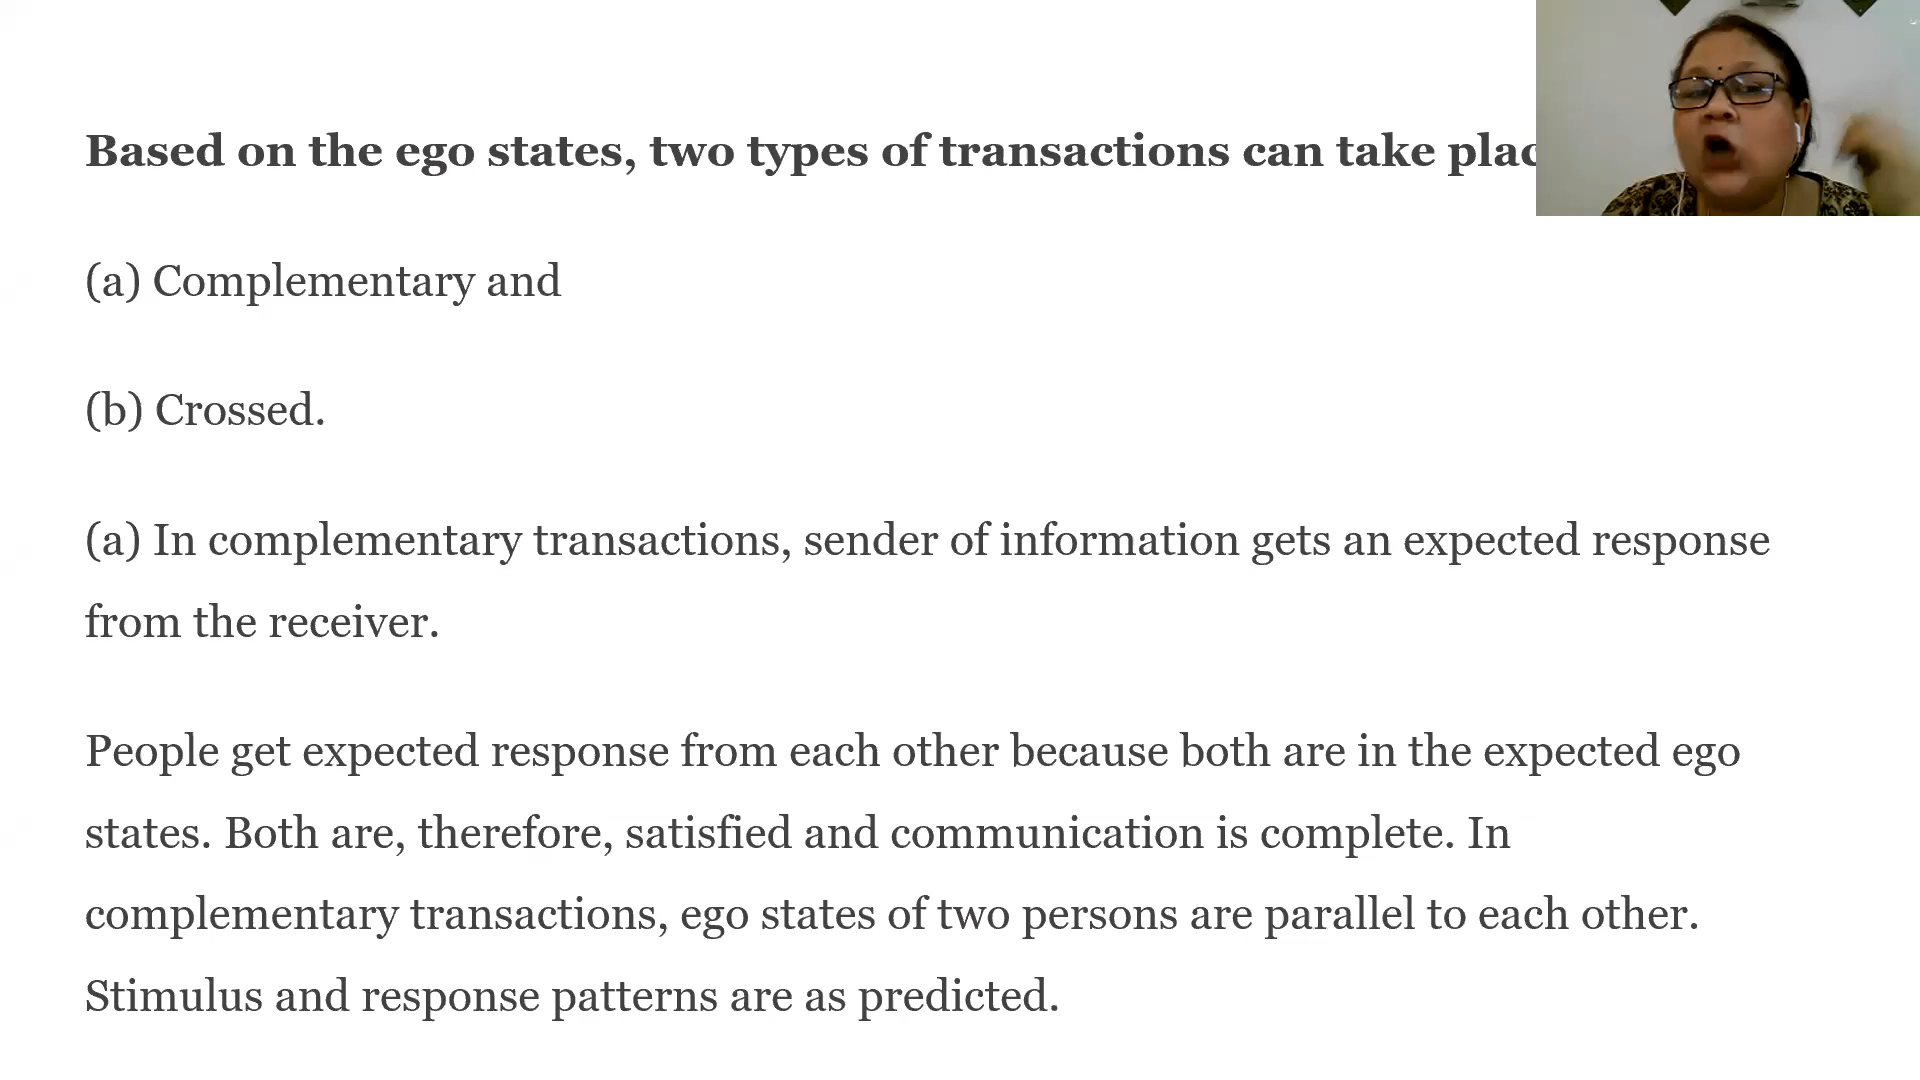 Based on the ego states, two types of transactions can take
(a) Complementary and
(b) Crossed.
(a) In complementary transactions, sender of information gets an expected response
from the receiver.
People get expected response from each other because both are in the expected ego
states. Both are, therefore, satisfied and communication is complete. In
complementary transactions, ego states of two persons are parallel to each other.
Stimulus and response patterns are as predicted.